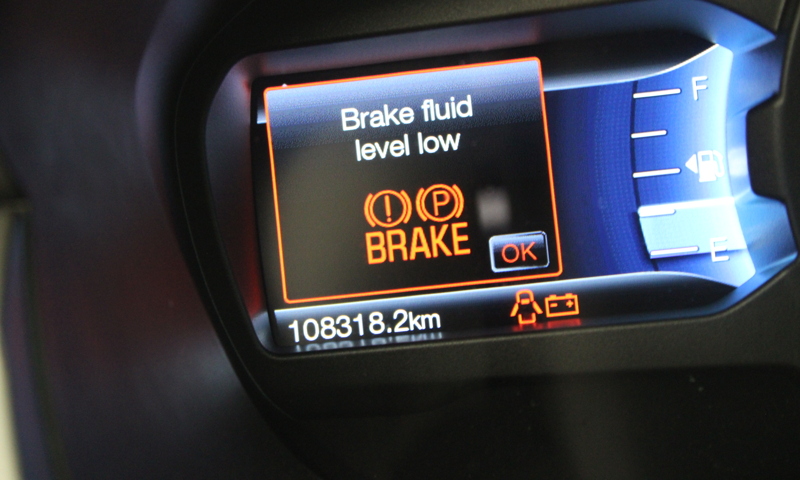 Brake fluid
level low
(!) (P)
BRAKE
OK
108318.2km
F
E